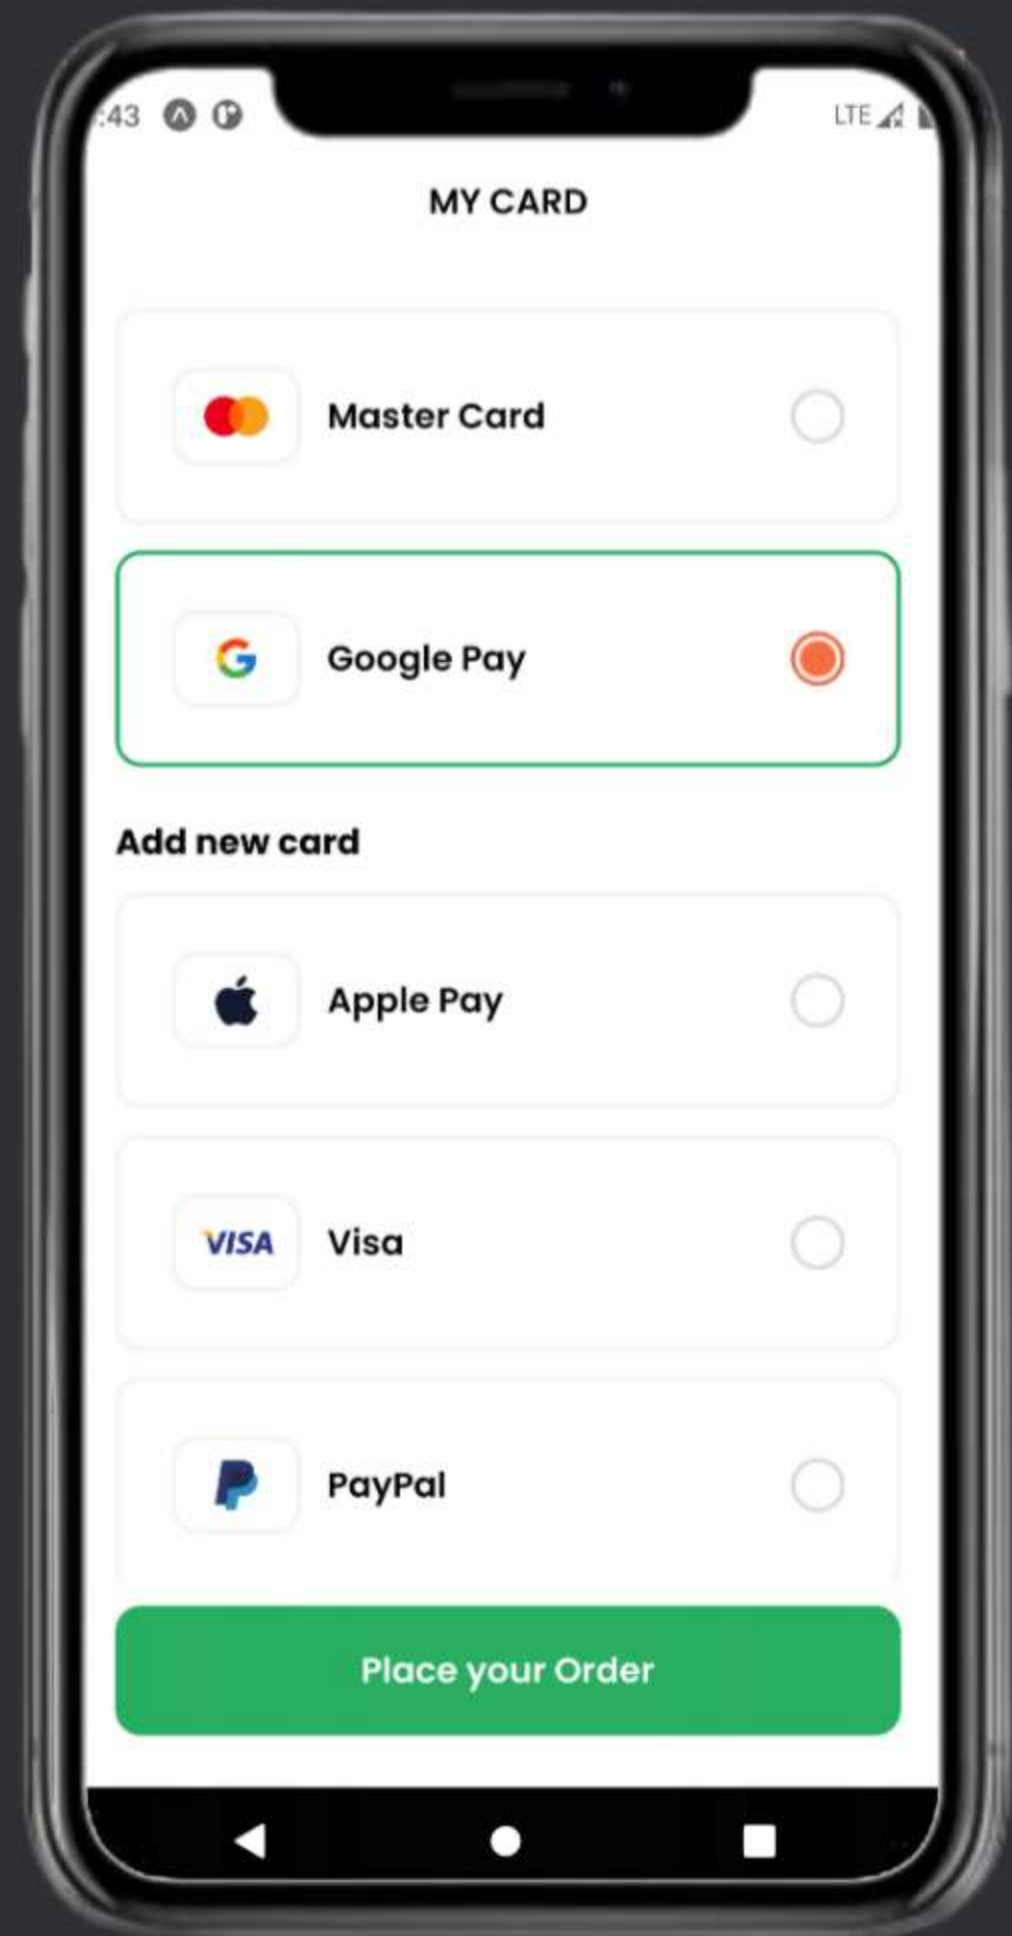 :43
LTE
MY CARD
Master Card
Google Pay
Add new card
Apple Pay
VISA Visa
PayPal
Place your Order